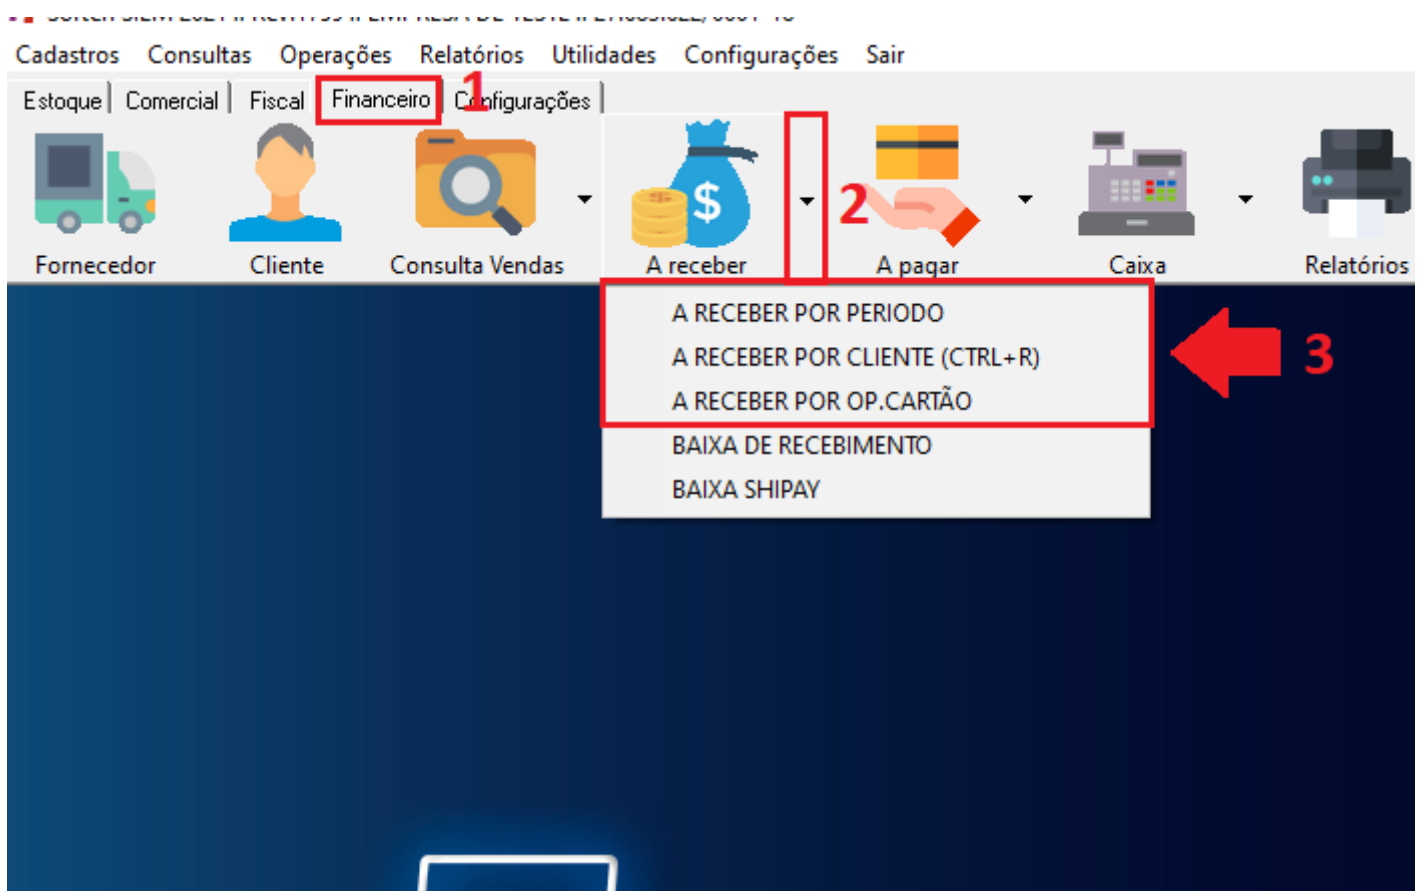 Cadastros Consultas Operações Relatórios Utilidades Configurações Sair
Estoque Comercial Fiscal Financeiro 1 Configurações
$ 2
Fornecedor Cliente Consulta Vendas A receber A pagar Caixa Relatórios
A RECEBER POR PERIODO
A RECEBER POR CLIENTE (CTRL+R) 3
A RECEBER POR OP.CARTÃO
BAIXA DE RECEBIMENTO
BAIXA SHIPAY